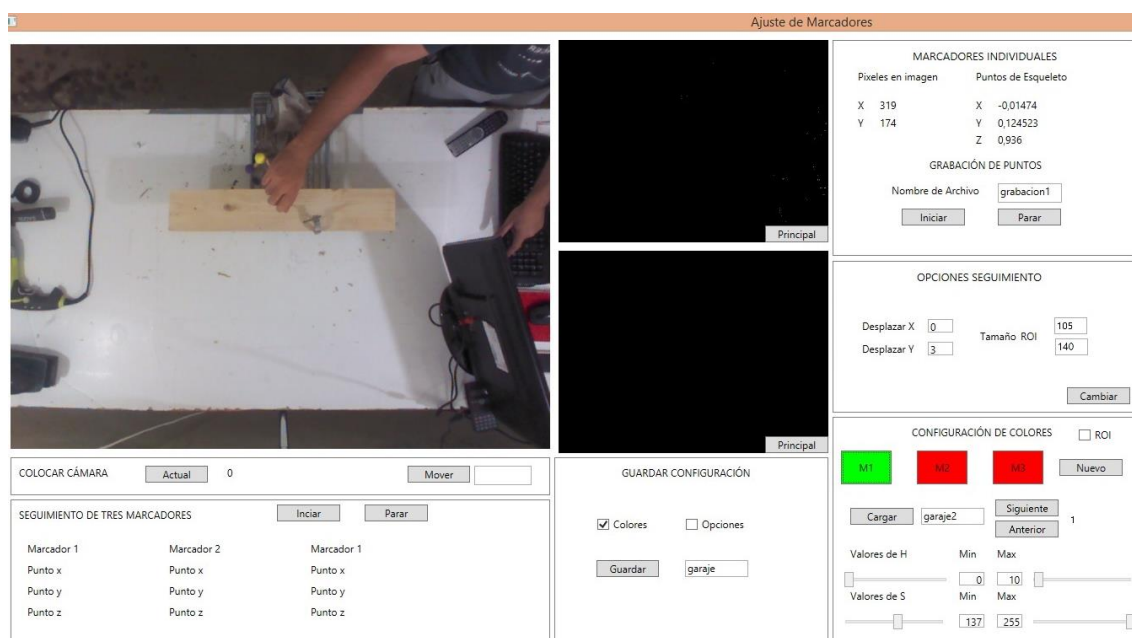 Ajuste de Marcadores
MARCADORES INDIVIDUALES
Pixeles en imagen Puntos de Esqueleto
X 319 X -0,01474
Y 174 Y 0,124523
Z 0,936
GRABACIÓN DE PUNTOS
Nombre de Archivo grabacion1
Iniciar Parar
Principal
OPCIONES SEGUIMIENTO
Desplazar X 0 Tamaño ROI 105
Desplazar Y 3 140
Cambiar
Principal
COLOCAR CÁMARA Actual 0 Mover
SEGUIMIENTO DE TRES MARCADORES Inciar Parar
Marcador 1 Marcador 2 Marcador 1
Punto x Punto x Punto x
Punto y Punto y Punto y
Punto z Punto z Punto z
GUARDAR CONFIGURACIÓN
Colores Opciones
Guardar garaje
CONFIGURACIÓN DE COLORES ROI
M1 M2 M3 Nuevo
Cargar garaje2 Siguiente
Anterior 1
Valores de H Min Max
0 10
Valores de S Min Max
137 255